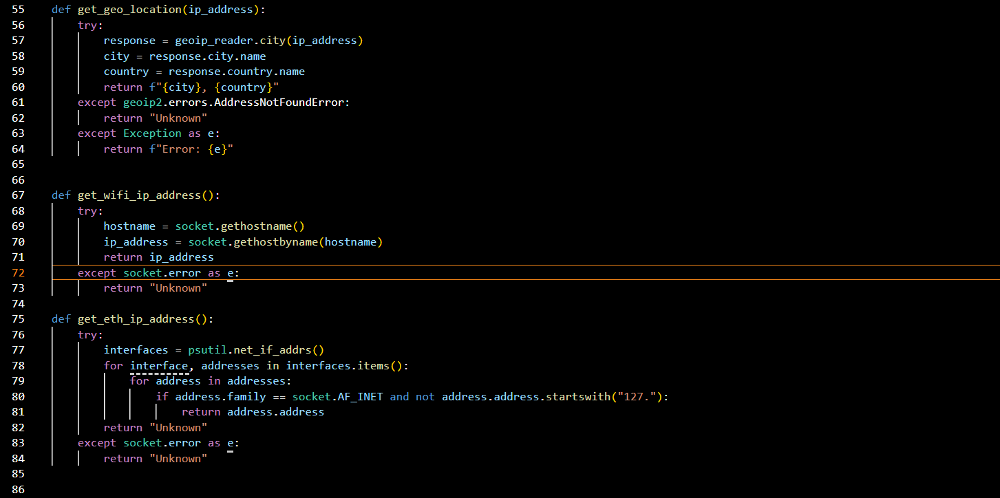 55 def get_geo_location(ip_address):
56     try:
57         response = geoip_reader.city(ip_address)
58         city = response.city.name
59         country = response.country.name
60         return f"{city}, {country}"
61     except geoip2.errors.AddressNotFoundError:
62         return "Unknown"
63     except Exception as e:
64         return f"Error: {e}"
65
66
67 def get_wifi_ip_address():
68     try:
69         hostname = socket.gethostname()
70         ip_address = socket.gethostbyname(hostname)
71         return ip_address
72     except socket.error as e:
73         return "Unknown"
74
75 def get_eth_ip_address():
76     try:
77         interfaces = psutil.net_if_addrs()
78         for interface, addresses in interfaces.items():
79             for address in addresses:
80                 if address.family == socket.AF_INET and not address.address.startswith("127."):
81                     return address.address
82         return "Unknown"
83     except socket.error as e:
84         return "Unknown"
85
86